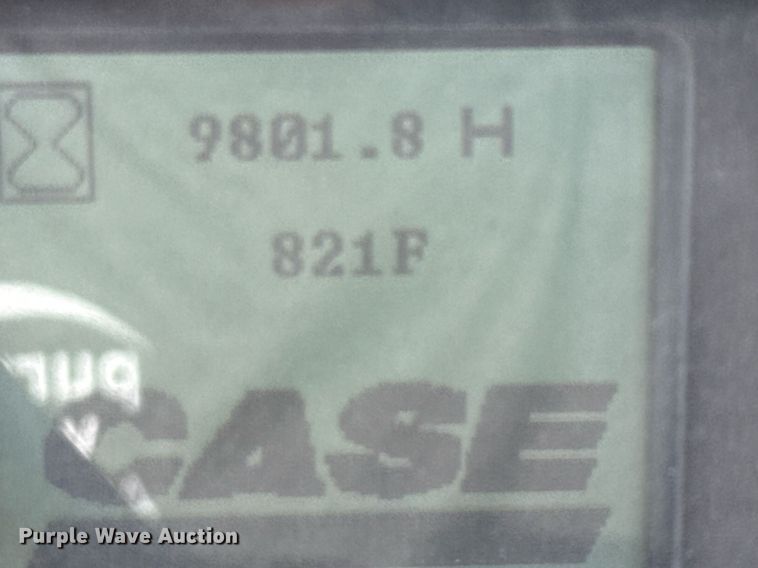 9801.8 H
821F
CASE
Purple Wave Auction